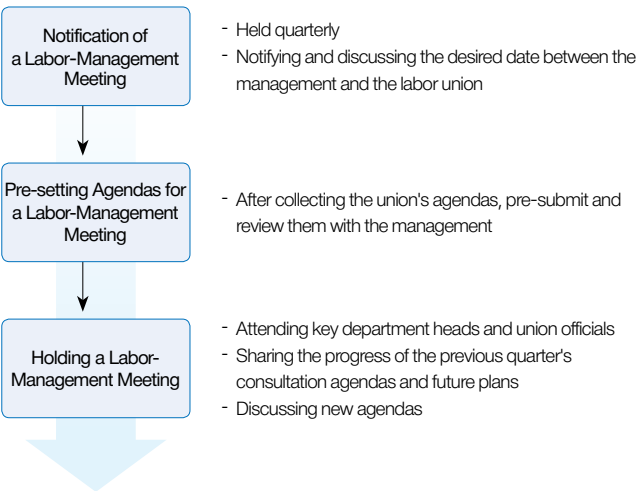 Notification of
a Labor-Management
Meeting
- Held quarterly
- Notifying and discussing the desired date between the
management and the labor union
Pre-setting Agendas for
a Labor-Management
Meeting
- After collecting the union's agendas, pre-submit and
review them with the management
Holding a Labor-
Management Meeting
- Attending key department heads and union officials
- Sharing the progress of the previous quarter's
consultation agendas and future plans
- Discussing new agendas